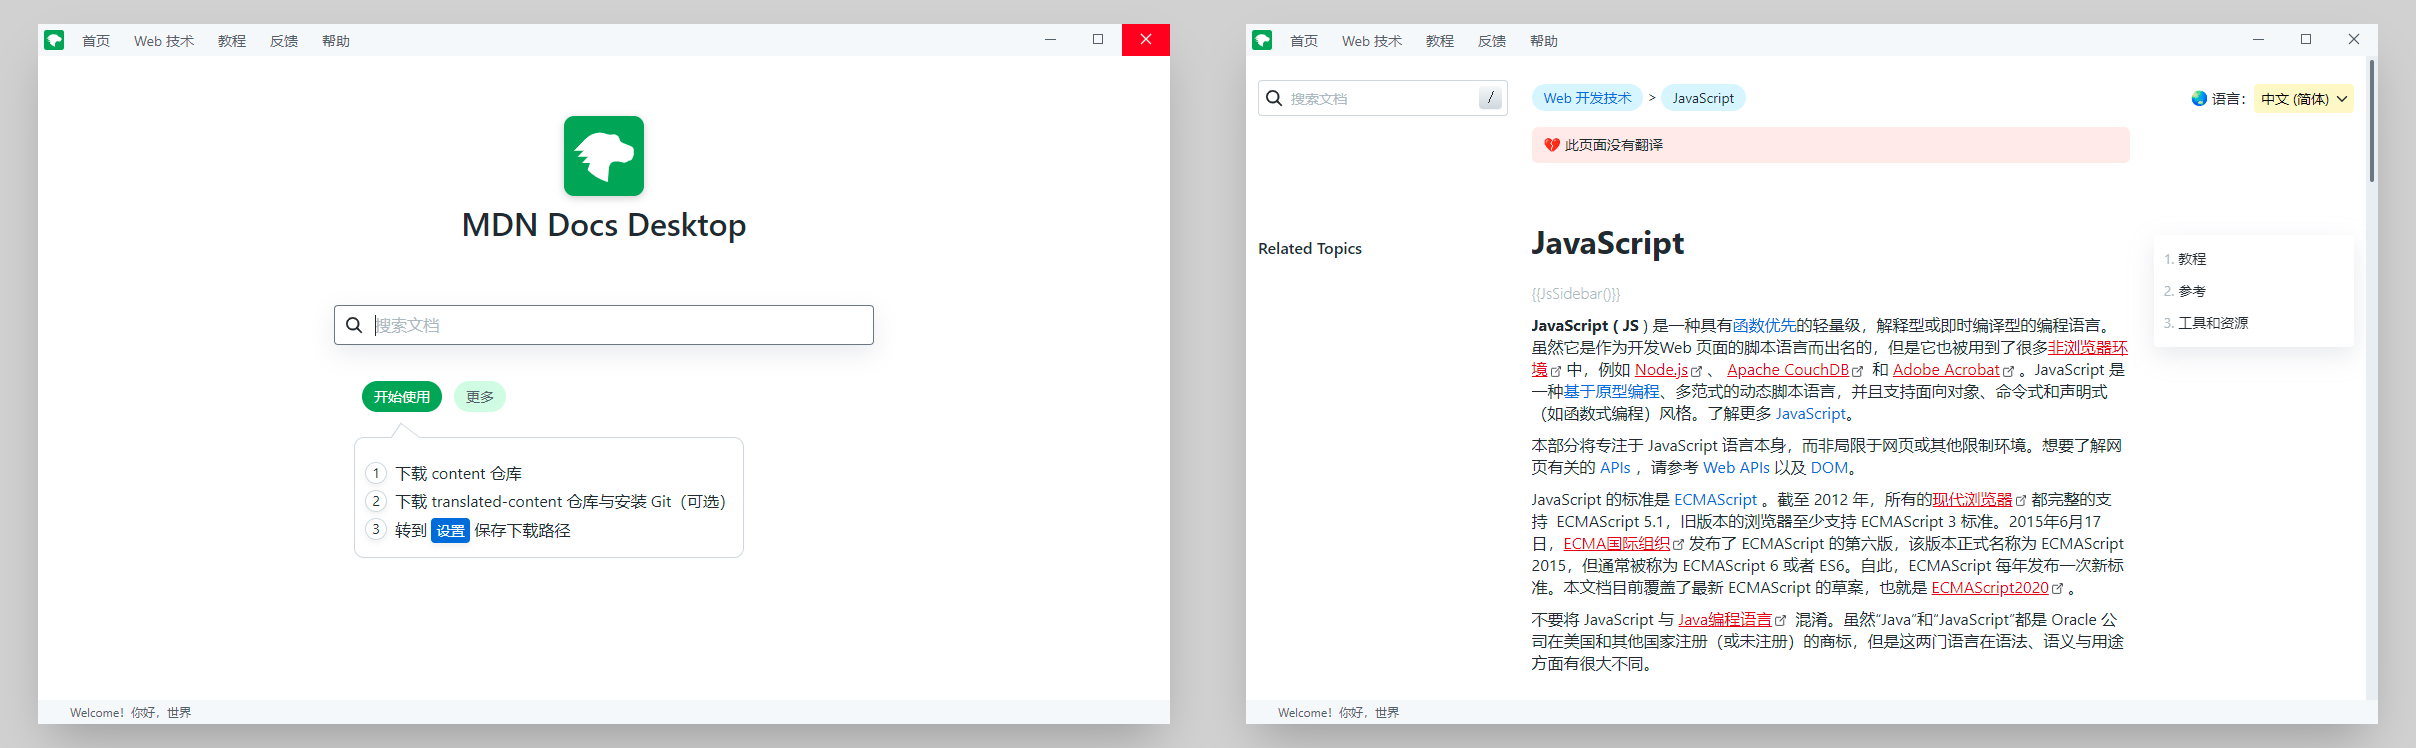 首页 Web 技术 教程 反馈 帮助
MDN Docs Desktop
搜索文档
开始使用 更多
1 下载 content 仓库
2 下载 translated-content 仓库与安装 Git（可选）
3 转到 设置 保存下载路径
Welcome! 你好，世界
首页 Web 技术 教程 反馈 帮助
搜索文档 /
Web 开发技术 > JavaScript
语言： 中文 (简体)
此页面没有翻译
Related Topics
JavaScript
{{JsSidebar()}}
JavaScript ( JS ) 是一种具有函数优先的轻量级，解释型或即时编译型的编程语言。
虽然它是作为开发Web 页面的脚本语言而出名的，但是它也被用到了很多非浏览器环
境 中，例如 Node.js 、 Apache CouchDB 和 Adobe Acrobat 。JavaScript 是
一种基于原型编程、多范式的动态脚本语言，并且支持面向对象、命令式和声明式
（如函数式编程）风格。了解更多 JavaScript。
本部分将专注于 JavaScript 语言本身，而非局限于网页或其他限制环境。想要了解网
页有关的 APIs ，请参考 Web APIs 以及 DOM。
JavaScript 的标准是 ECMAScript 。截至 2012 年，所有的现代浏览器 都完整的支
持 ECMAScript 5.1，旧版本的浏览器至少支持 ECMAScript 3 标准。2015年6月17
日，ECMA国际组织 发布了 ECMAScript 的第六版，该版本正式名称为 ECMAScript
2015，但通常被称为 ECMAScript 6 或者 ES6。自此，ECMAScript 每年发布一次新标
准。本文档目前覆盖了最新 ECMAScript 的草案，也就是 ECMAScript2020 。
不要将 JavaScript 与 Java编程语言 混淆。虽然“Java”和“JavaScript”都是 Oracle 公
司在美国和其他国家注册（或未注册）的商标，但是这两门语言在语法、语义与用途
方面有很大不同。
1. 教程
2. 参考
3. 工具和资源
Welcome! 你好，世界